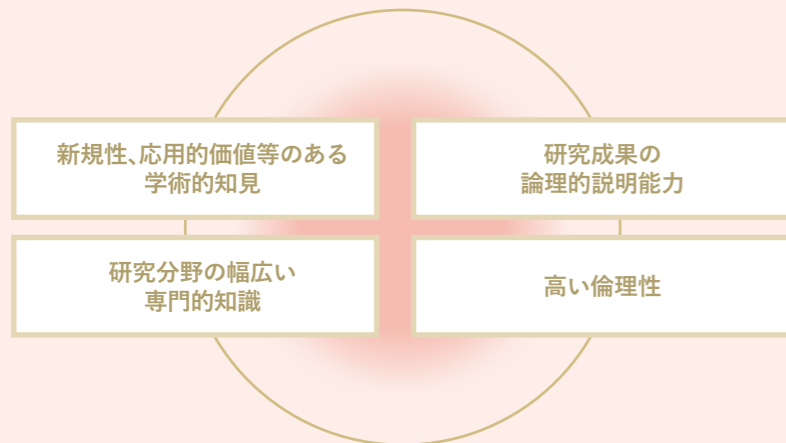 新規性、応用的価値等のある
学術的知見
研究成果の
論理的説明能力
研究分野の幅広い
専門的知識
高い倫理性